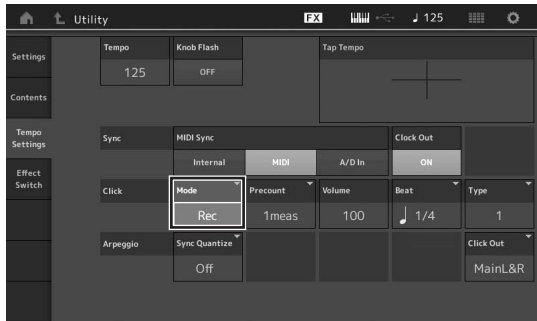 Utility
FX
125
Settings
Contents
Tempo
Settings
Effect
Switch
Tempo
125
Knob Flash
OFF
Tap Tempo
Sync
MIDI Sync
Internal
MIDI
A/D In
Clock Out
ON
Click
Mode
Rec
Precount
1meas
Volume
100
Beat
1/4
Type
1
Arpeggio
Sync Quantize
Off
Click Out
MainL&R